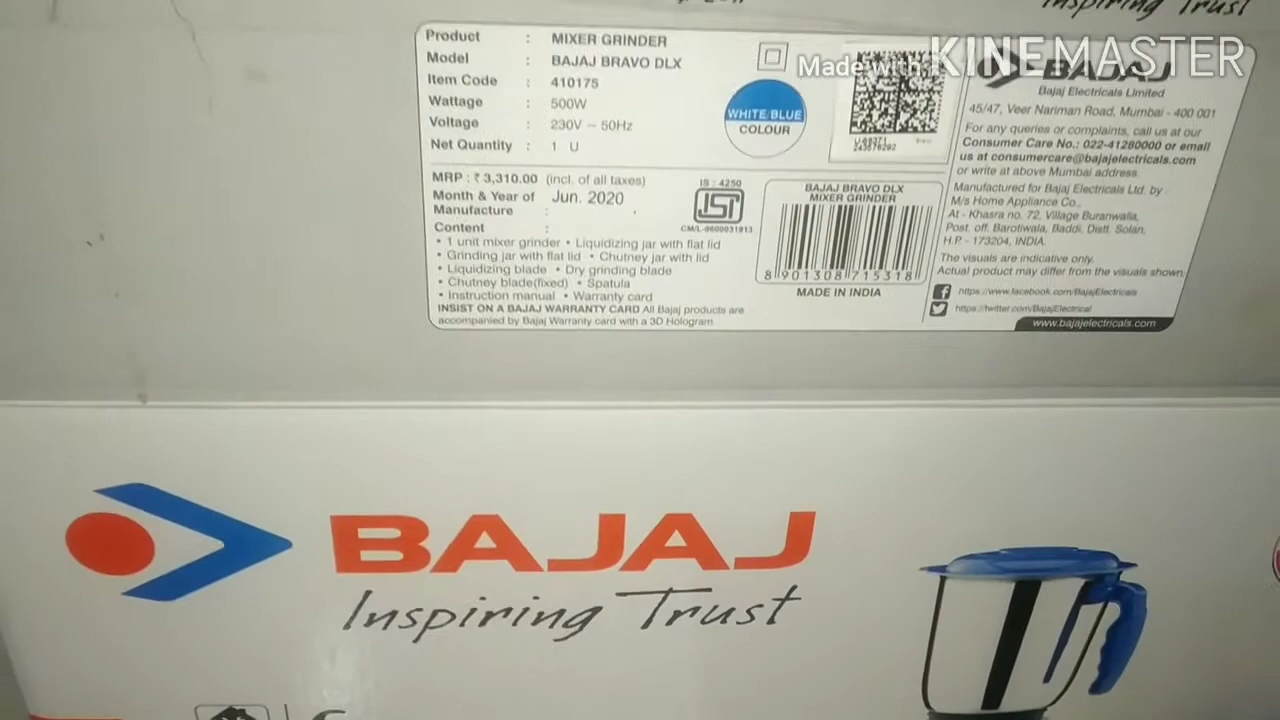 Inspiring Trust
Made with KINEMASTER
Product : MIXER GRINDER
Model : BAJAJ BRAVO DLX
Item Code : 410175
Wattage : 500W
Voltage : 230V – 50Hz
Net Quantity : 1 U
WHITE/BLUE
COLOUR
MRP : ₹ 3,310.00 (incl. of all taxes)
Month & Year of
Manufacture : Jun. 2020
Content :
• 1 unit mixer grinder • Liquidizing jar with flat lid
• Grinding jar with flat lid • Chutney jar with lid
• Liquidizing blade • Dry grinding blade
• Chutney blade(fixed) • Spatula
• Instruction manual • Warranty card
INSIST ON A BAJAJ WARRANTY CARD All Bajaj products are
accompanied by Bajaj Warranty card with a 3D Hologram
IS : 4250
ISI
CM/L-9600031913
BAJAJ BRAVO DLX
MIXER GRINDER
8 901308 715318
MADE IN INDIA
BAJAJ
Bajaj Electricals Limited
45/47, Veer Nariman Road, Mumbai - 400 001
For any queries or complaints, call us at our
Consumer Care No.: 022-41280000 or email
us at consumercare@bajajelectricals.com
or write at above Mumbai address.
Manufactured for Bajaj Electricals Ltd. by
M/s Home Appliance Co.,
At - Khasra no. 72, Village Buranwalla,
Post. off. Barotiwala, Baddi, Distt. Solan,
H.P. - 173204, INDIA.
The visuals are indicative only.
Actual product may differ from the visuals shown.
https://www.facebook.com/BajajElectricals
https://twitter.com/BajajElectrical
www.bajajelectricals.com
BAJAJ
Inspiring Trust